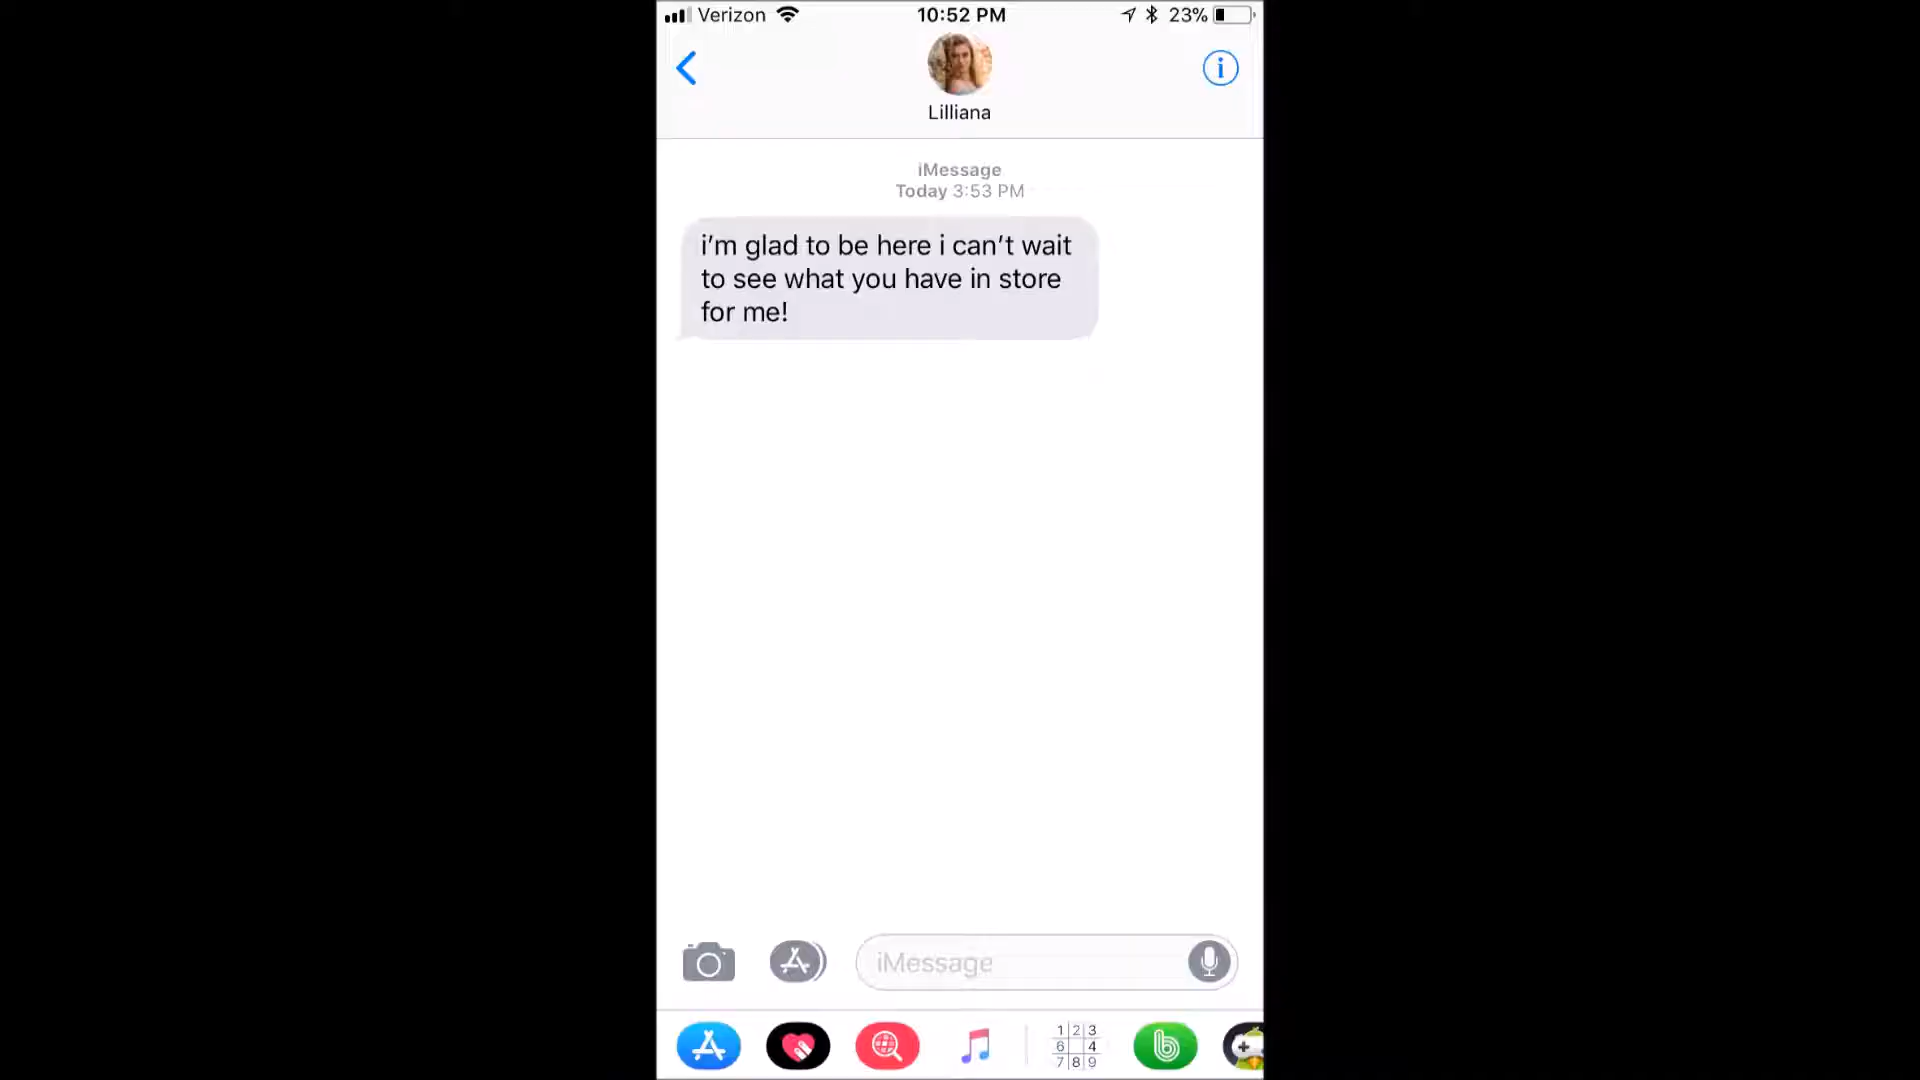 Verizon 10:52 PM 23%
Lilliana
iMessage
Today 3:53 PM
i’m glad to be here i can’t wait
to see what you have in store
for me!
iMessage
1 2 3
6 4
7 8 9